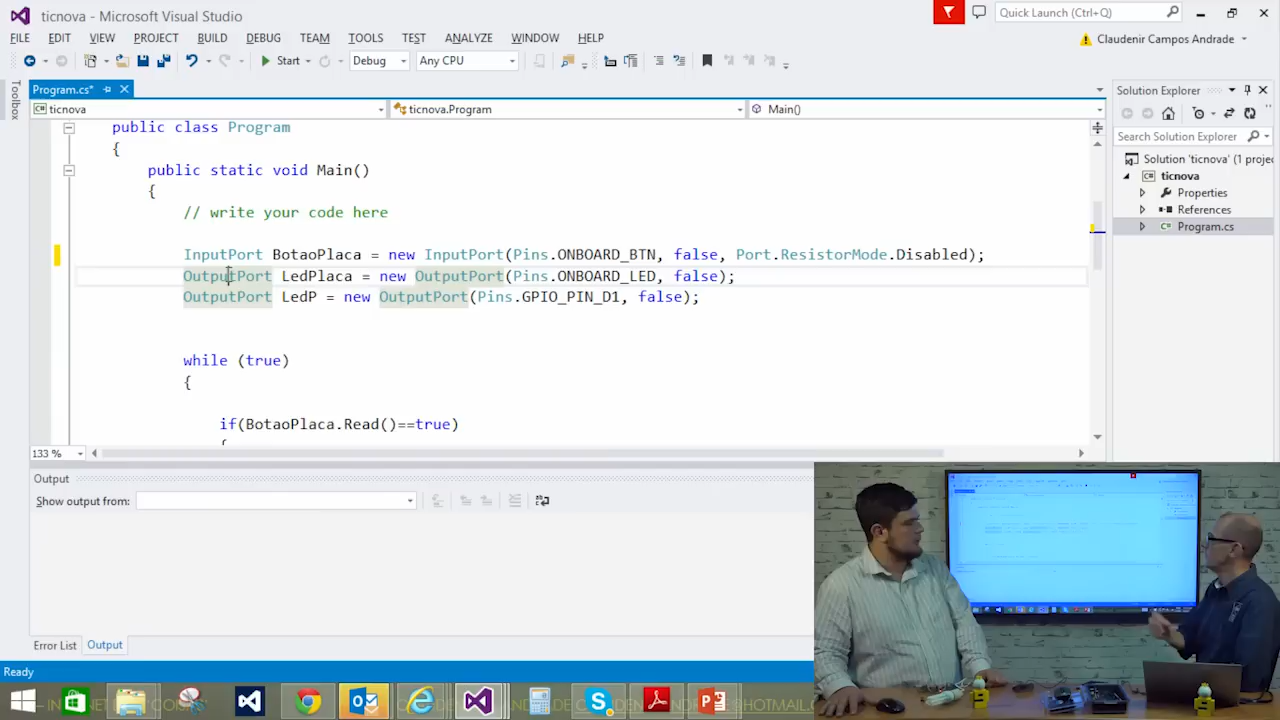 ticnova - Microsoft Visual Studio
Quick Launch (Ctrl+Q)
FILE EDIT VIEW PROJECT BUILD DEBUG TEAM TOOLS TEST ANALYZE WINDOW HELP
Claudenir Campos Andrade
Start Debug Any CPU
Toolbox
Program.cs*
ticnova ticnova.Program Main()
public class Program
{
public static void Main()
{
// write your code here
InputPort BotaoPlaca = new InputPort(Pins.ONBOARD_BTN, false, Port.ResistorMode.Disabled);
OutputPort LedPlaca = new OutputPort(Pins.ONBOARD_LED, false);
OutputPort LedP = new OutputPort(Pins.GPIO_PIN_D1, false);
while (true)
{
if(BotaoPlaca.Read()==true)
{
133 %
Solution Explorer
Search Solution Explorer
Solution 'ticnova' (1 projec
ticnova
Properties
References
Program.cs
Output
Show output from:
Error List Output
Ready